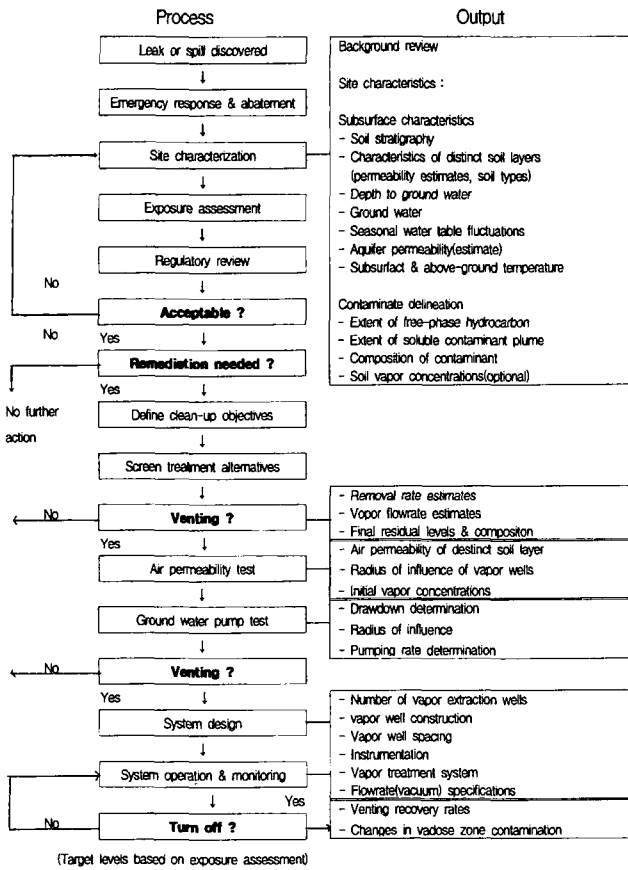 Process
Output
Leak or spill discovered
Emergency response & abatement
Site characterization
Exposure assessment
Regulatory review
No
Acceptable ?
No
Yes
Remediation needed ?
Yes
No further
action
Define clean-up objectives
Screen treatment alternatives
No
Venting ?
Yes
Air permeability test
Ground water pump test
No
Venting ?
Yes
System design
System operation & monitoring
Yes
No
Turn off ?
(Target levels based on exposure assessment)
Background review
Site characteristics :
Subsurface characteristics
- Soil stratigraphy
- Characteristics of distinct soil layers
(permeability estimates, soil types)
- Depth to ground water
- Ground water
- Seasonal water table fluctuations
- Aquifer permeability(estimate)
- Subsurfact & above-ground temperature
Contaminate delineation
- Extent of free-phase hydrocarbon
- Extent of soluble contaminant plume
- Composition of contaminant
- Soil vapor concentrations(optional)
- Removal rate estimates
- Vopor flowrate estimates
- Final residual levels & compositon
- Air permeability of destinct soil layer
- Radius of influence of vapor wells
- Initial vapor concentrations
- Drawdown determination
- Radius of influence
- Pumping rate determination
- Number of vapor extraction wells
- vapor well construction
- Vapor well spacing
- Instrumentation
- Vapor treatment system
- Flowrate(vacuum) specifications
- Venting recovery rates
- Changes in vadose zone contamination